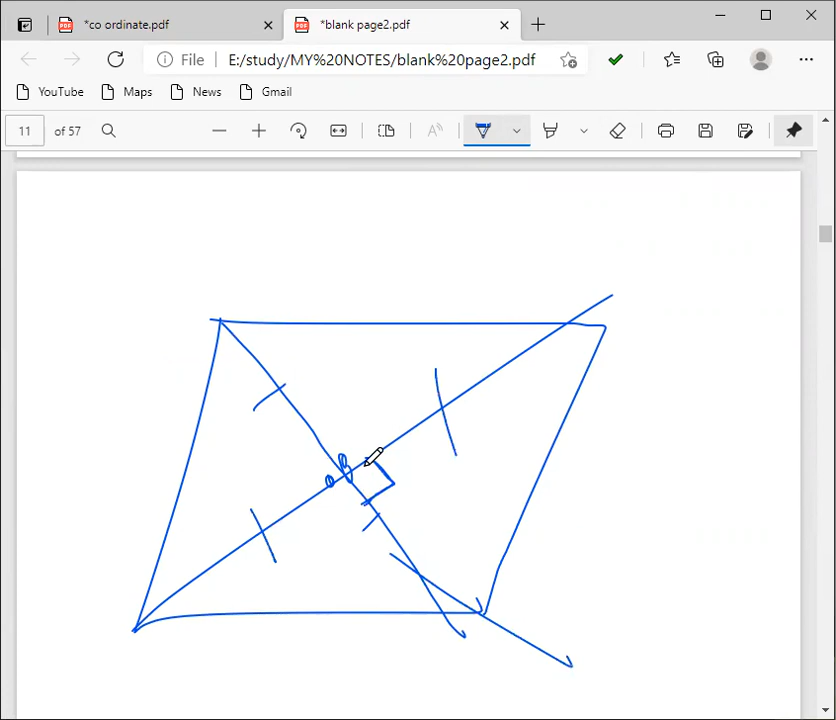 *co ordinate.pdf
*blank page2.pdf
File E:/study/MY%20NOTES/blank%20page2.pdf
YouTube Maps News Gmail
11 of 57